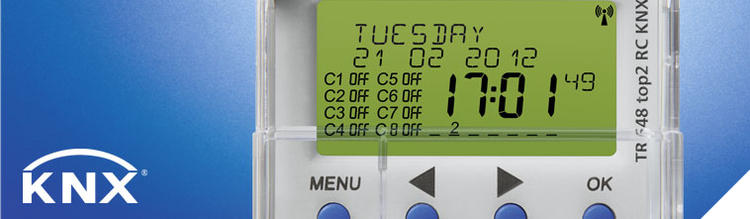 TUESDAY
21 02 2012
C1 OFF C5 OFF
C2 OFF C6 OFF
C3 OFF C7 OFF
C4 OFF C8 OFF
17:01 49
2
TR 648 top2 RC KNX
MENU
OK
KNX®